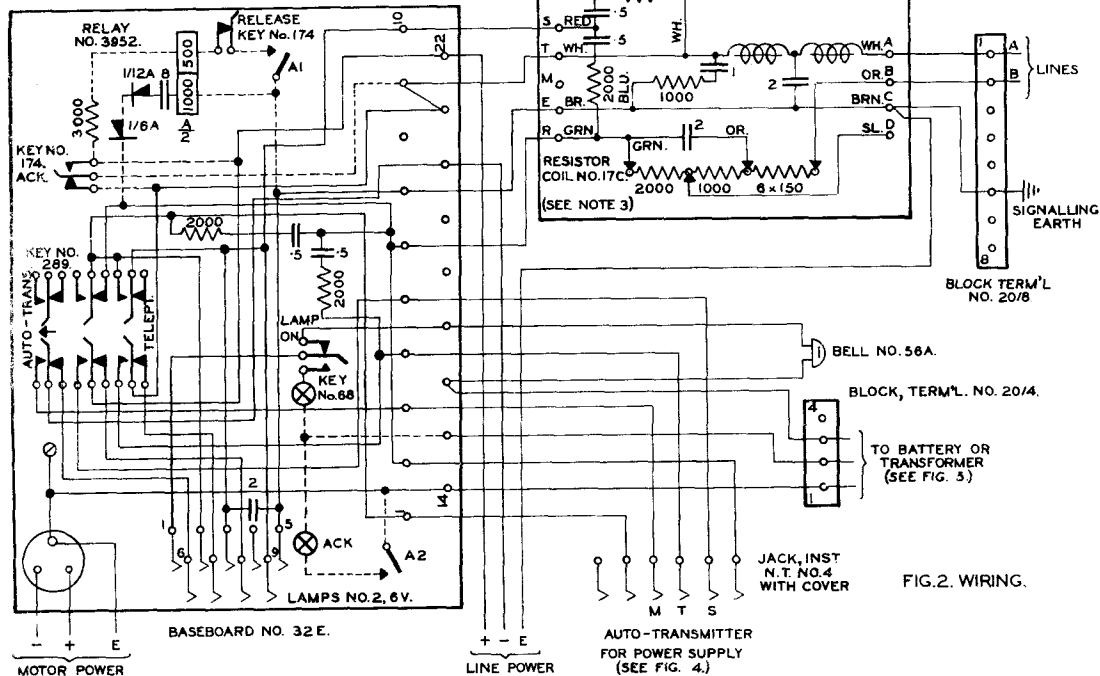 RELAY
NO. 3952.
RELEASE
KEY No. 174
500
1000
A
2
A1
1/12A
8
1/6A
3000
KEY NO.
174.
ACK.
10
22
S RED
T WH.
M
E BR.
R GRN.
.5
.5
2000
BLU.
WH.
1
1000
2
WH. A
OR. B
BRN. C
SL. D
GRN.
2
OR.
RESISTOR
COIL NO. 17C.
2000
1000
6 x 150
(SEE NOTE 3)
1
A
B
LINES
SIGNALLING
EARTH
8
BLOCK TERM'L
NO. 20/8
2000
.5
.5
2000
KEY NO.
289.
AUTO-TRANS.
TELEPT.
LAMP
ON
KEY
No. 68
BELL NO. 56A.
BLOCK, TERM'L. NO. 20/4.
4
1
TO BATTERY OR
TRANSFORMER
(SEE FIG. 5.)
14
1
2
1
5
6
9
ACK
A2
LAMPS NO. 2, 6V.
BASEBOARD NO. 32E.
- + E
MOTOR POWER
+ - E
LINE POWER
M T S
JACK, INST
N.T. NO. 4
WITH COVER
AUTO-TRANSMITTER
FOR POWER SUPPLY
(SEE FIG. 4.)
FIG. 2. WIRING.